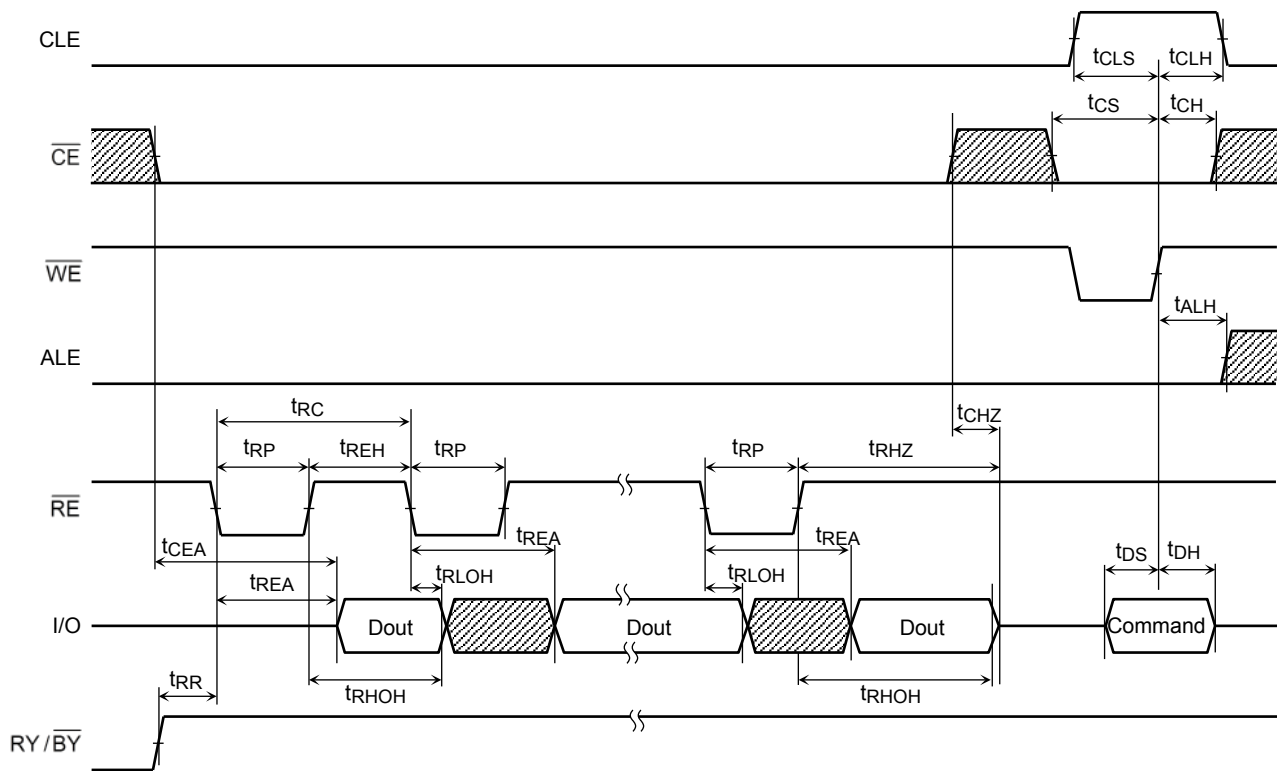 CLE
tCLS tCLH
tCS tCH
CE
WE
tALH
ALE
tRC
tCHZ
tRP tREH tRP tRP tRHZ
RE
tCEA tREA tREA
tREA tRLOH tRLOH tDS tDH
I/O Dout Dout Dout Command
tRR tRHOH tRHOH
RY/BY